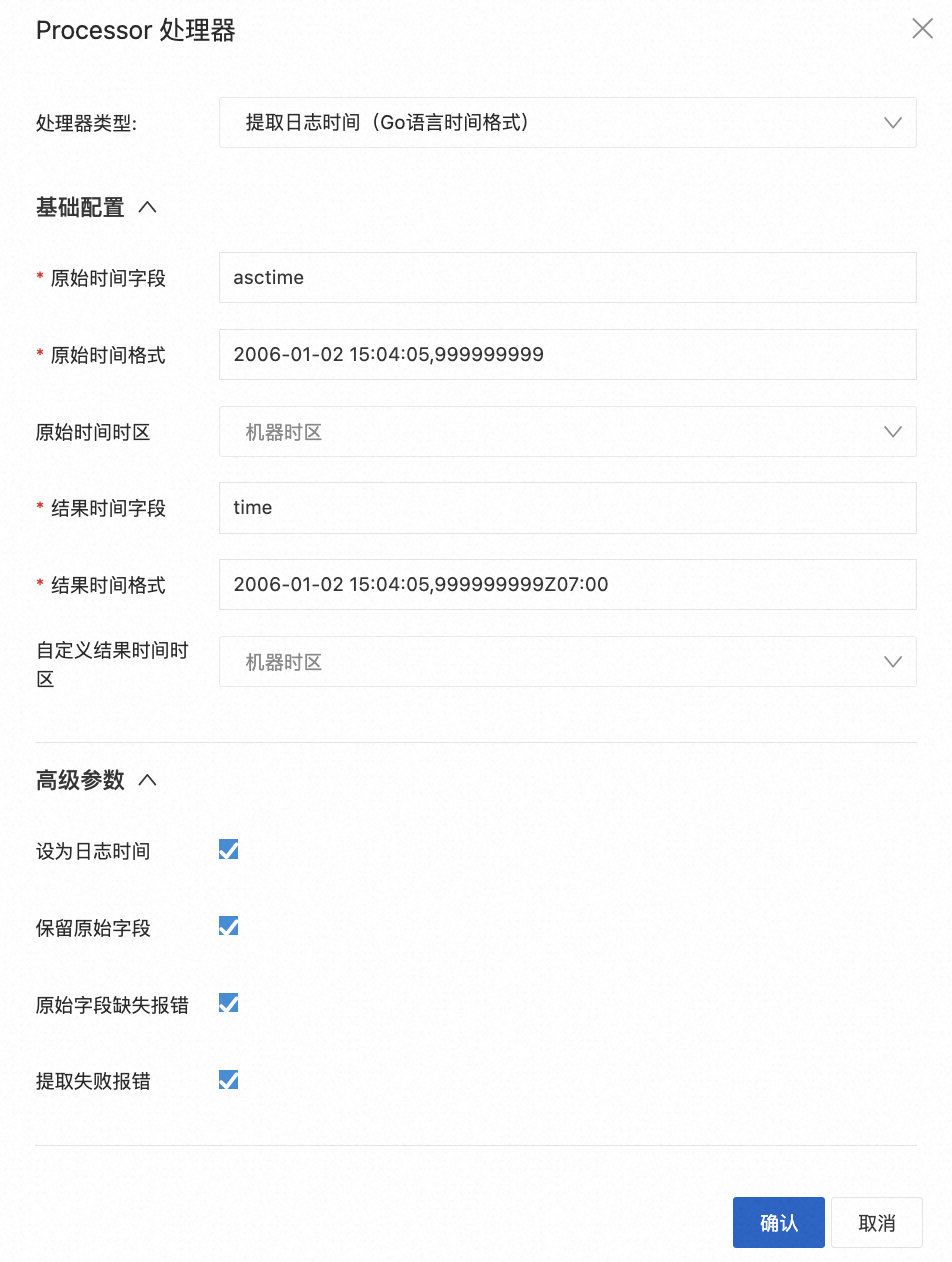 Processor 处理器
处理器类型:
提取日志时间（Go语言时间格式）
基础配置
* 原始时间字段
asctime
* 原始时间格式
2006-01-02 15:04:05,999999999
原始时间时区
机器时区
* 结果时间字段
time
* 结果时间格式
2006-01-02 15:04:05,999999999Z07:00
自定义结果时间时
区
机器时区
高级参数
设为日志时间
保留原始字段
原始字段缺失报错
提取失败报错
确认
取消